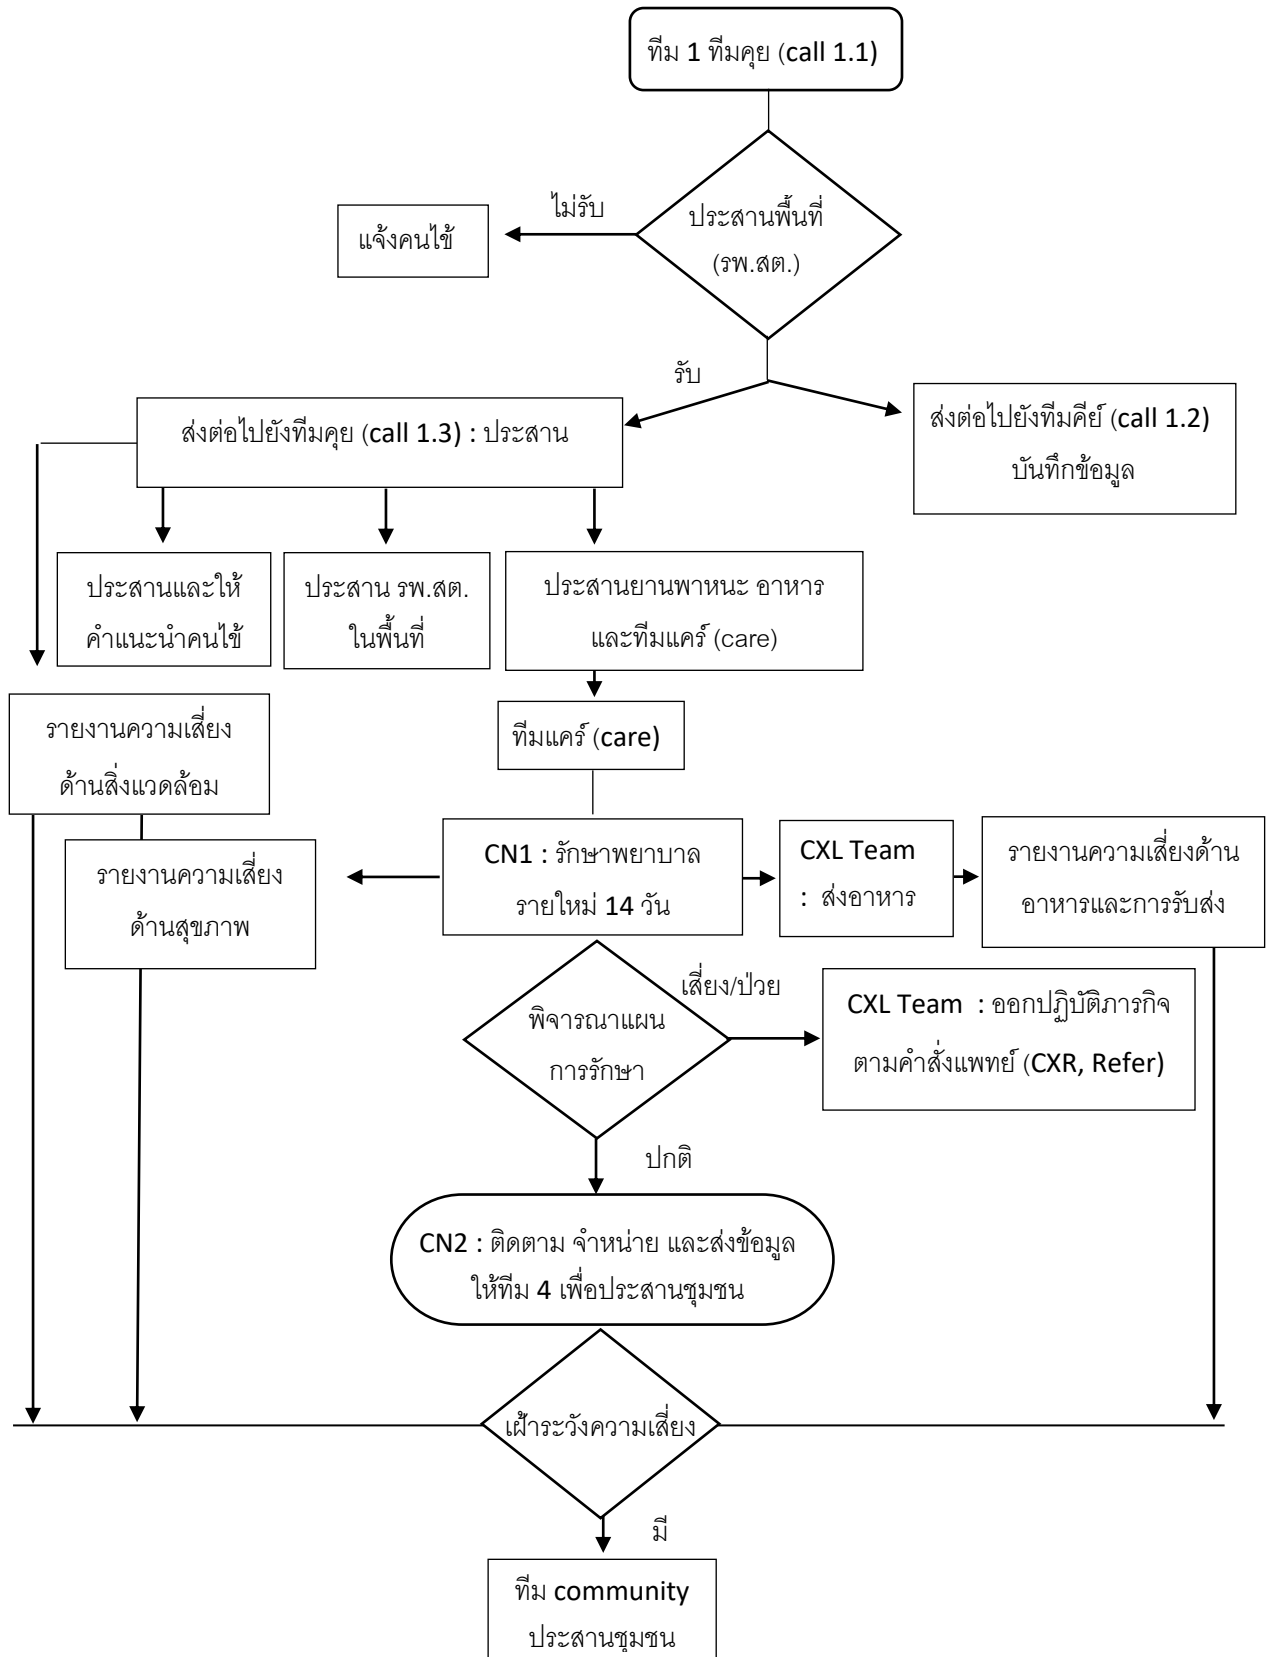 ทีม 1 ทีมคุย (call 1.1)
ไม่รับ
ประสานพื้นที่
(รพ.สต.)
แจ้งคนไข้
รับ
ส่งต่อไปยังทีมคุย (call 1.3) : ประสาน
ส่งต่อไปยังทีมคีย์ (call 1.2)
บันทึกข้อมูล
ประสานและให้
คำแนะนำคนไข้
ประสาน รพ.สต.
ในพื้นที่
ประสานยานพาหนะ อาหาร
และทีมแคร์ (care)
รายงานความเสี่ยง
ด้านสิ่งแวดล้อม
ทีมแคร์ (care)
รายงานความเสี่ยง
ด้านสุขภาพ
CN1 : รักษาพยาบาล
รายใหม่ 14 วัน
CXL Team
: ส่งอาหาร
รายงานความเสี่ยงด้าน
อาหารและการรับส่ง
เสี่ยง/ป่วย
พิจารณาแผน
การรักษา
CXL Team : ออกปฏิบัติภารกิจ
ตามคำสั่งแพทย์ (CXR, Refer)
ปกติ
CN2 : ติดตาม จำหน่าย และส่งข้อมูล
ให้ทีม 4 เพื่อประสานชุมชน
เฝ้าระวังความเสี่ยง
มี
ทีม community
ประสานชุมชน